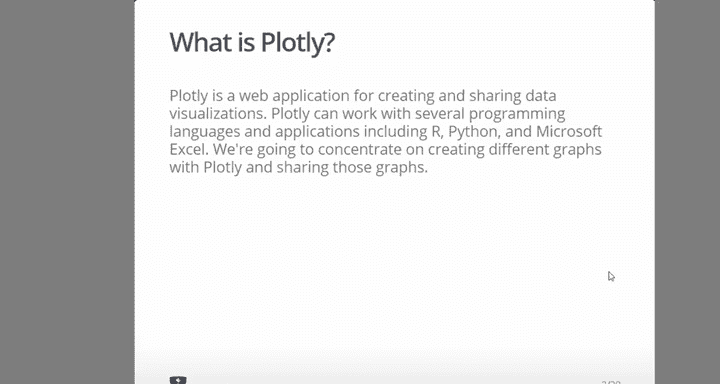 What is Plotly?
Plotly is a web application for creating and sharing data
visualizations. Plotly can work with several programming
languages and applications including R, Python, and Microsoft
Excel. We're going to concentrate on creating different graphs
with Plotly and sharing those graphs.